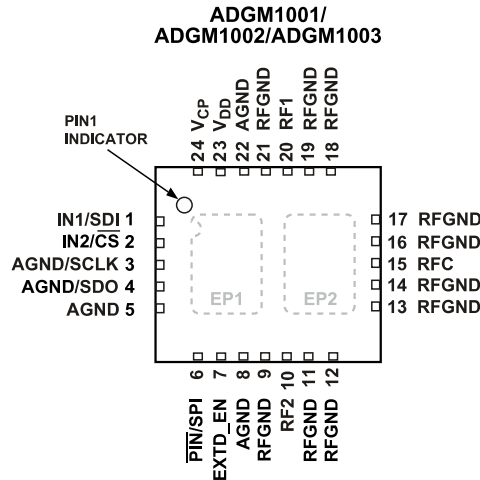 ADGM1001/
ADGM1002/ADGM1003
PIN1
INDICATOR
24 VCP
23 VDD
22 AGND
21 RFGND
20 RF1
19 RFGND
18 RFGND
IN1/SDI 1
IN2/CS 2
AGND/SCLK 3
AGND/SDO 4
AGND 5
EP1
EP2
17 RFGND
16 RFGND
15 RFC
14 RFGND
13 RFGND
PIN/SPI 6
EXTD_EN 7
AGND 8
RFGND 9
RF2 10
RFGND 11
RFGND 12